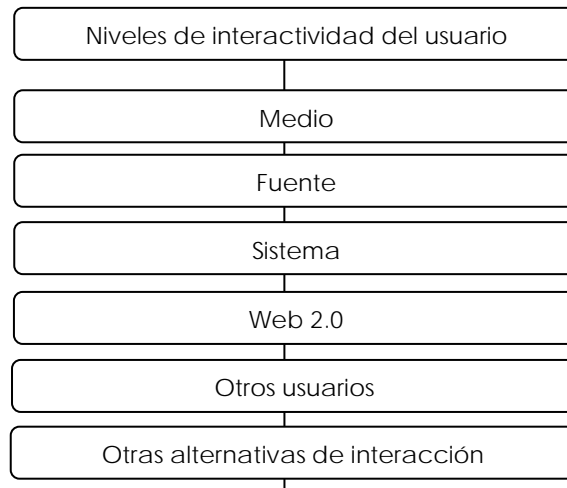 Niveles de interactividad del usuario
Medio
Fuente
Sistema
Web 2.0
Otros usuarios
Otras alternativas de interacción